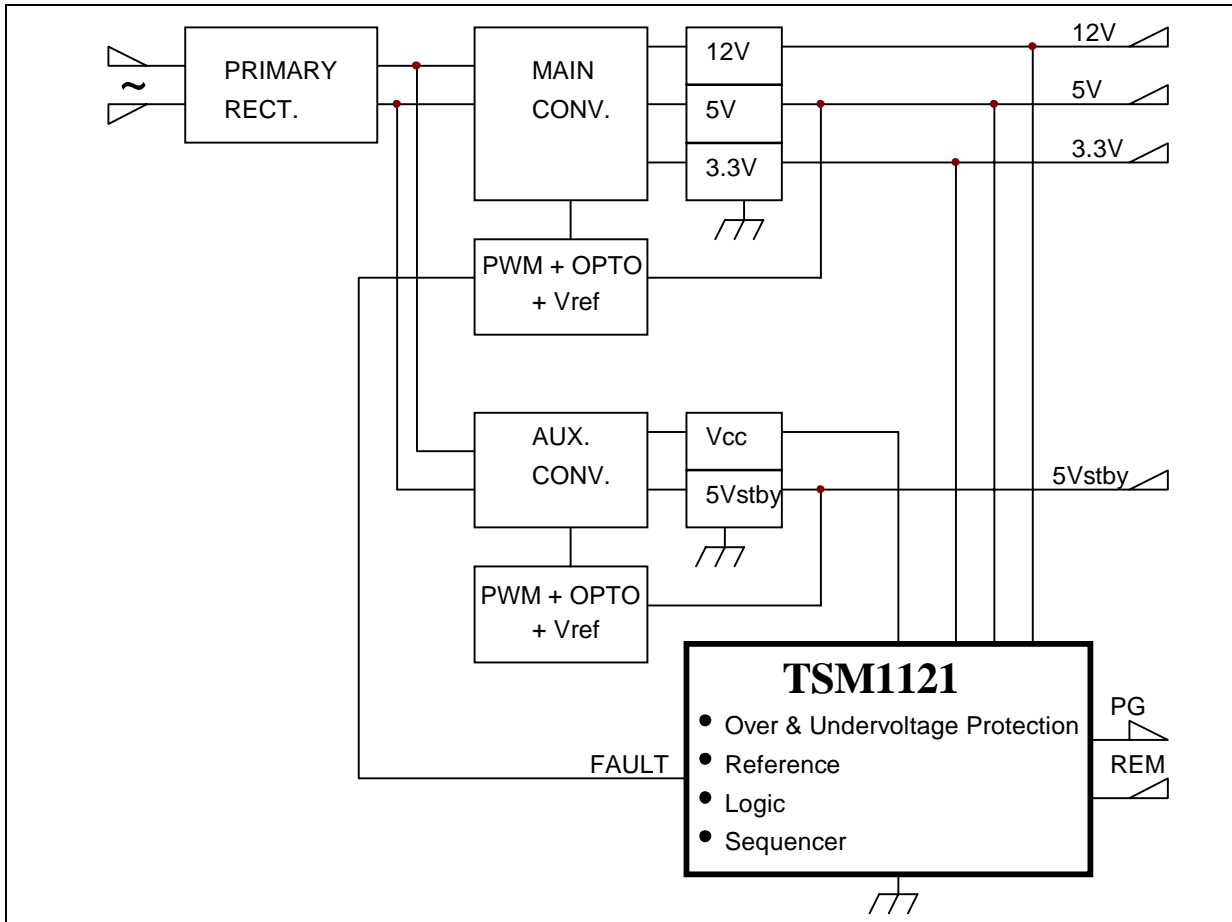 12V
PRIMARY
RECT.
~
MAIN
CONV.
12V
5V
5V
3.3V
3.3V
PWM + OPTO
+ Vref
AUX.
CONV.
Vcc
5Vstby
5Vstby
PWM + OPTO
+ Vref
TSM1121
• Over & Undervoltage Protection
• Reference
• Logic
• Sequencer
PG
REM
FAULT